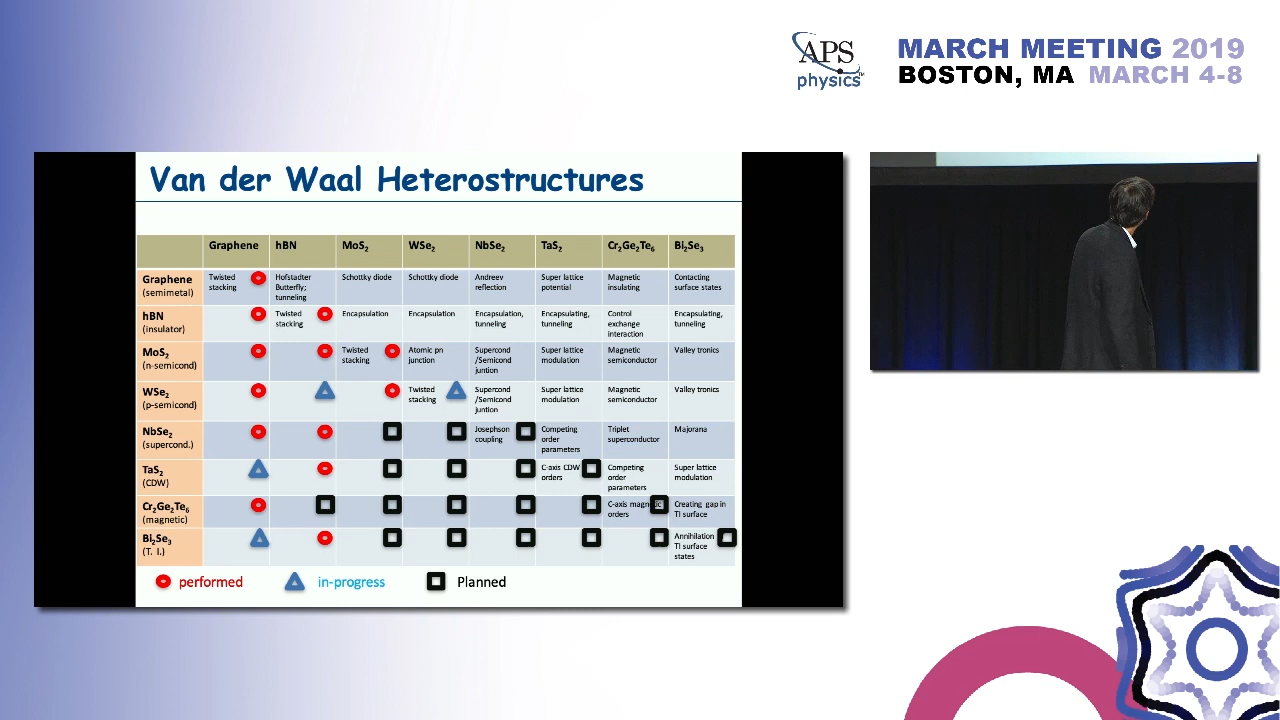 APS
physics
MARCH MEETING 2019
BOSTON, MA MARCH 4-8
Van der Waal Heterostructures
Graphene hBN MoS₂ WSe₂ NbSe₂ TaS₂ Cr₂Ge₂Te₆ Bi₂Se₃
Graphene
(semimetal)
Twisted
stacking
Hofstadter
Butterfly;
tunneling
Schottky diode
Schottky diode
Andreev
reflection
Super lattice
potential
Magnetic
insulating
Contacting
surface states
hBN
(insulator)
Twisted
stacking
Encapsulation
Encapsulation
Encapsulation,
tunneling
Encapsulating,
tunneling
Control
exchange
interaction
Encapsulating,
tunneling
MoS₂
(n-semicond)
Twisted
stacking
Atomic pn
junction
Supercond
/Semicond
juntion
Super lattice
modulation
Magnetic
semiconductor
Valley tronics
WSe₂
(p-semicond)
Twisted
stacking
Supercond
/Semicond
juntion
Super lattice
modulation
Magnetic
semiconductor
Valley tronics
NbSe₂
(supercond.)
Josephson
coupling
Competing
order
parameters
Triplet
superconductor
Majorana
TaS₂
(CDW)
C-axis CDW
orders
Competing
order
parameters
Super lattice
modulation
Cr₂Ge₂Te₆
(magnetic)
C-axis magnetic
orders
Creating gap in
TI surface
Bi₂Se₃
(T. I.)
Annihilation
TI surface
states
performed in-progress Planned